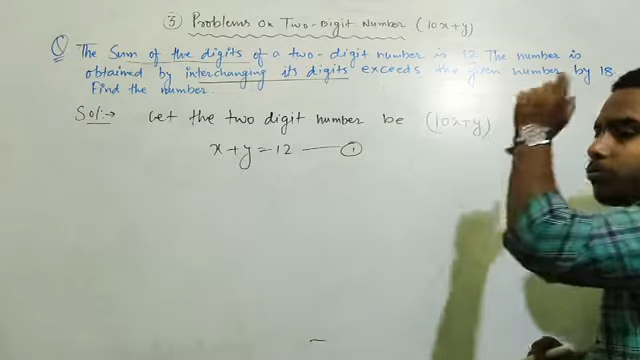 ③ Problems On Two-Digit Number. (10x+y)
Q The Sum of the digits of a two-digit number is 12. The number is
obtained by interchanging its digits exceeds the given number by 18.
Find the number.
Sol:→ Let the two digit number be (10x+y)
x+y=12 —— ①